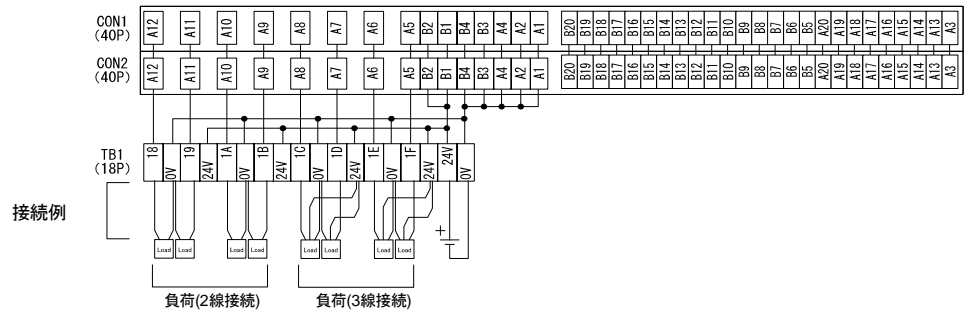 CON1
(40P)
A12 A11 A10 A9 A8 A7 A6 A5 B2 B1 B4 B3 A4 A2 A1 B20 B19 B18 B17 B16 B15 B14 B13 B12 B11 B10 B9 B8 B7 B6 B5 A20 A19 A18 A17 A16 A15 A14 A13 A3
CON2
(40P)
A12 A11 A10 A9 A8 A7 A6 A5 B2 B1 B4 B3 A4 A2 A1 B20 B19 B18 B17 B16 B15 B14 B13 B12 B11 B10 B9 B8 B7 B6 B5 A20 A19 A18 A17 A16 A15 A14 A13 A3
TB1
(18P)
18 0V 19 24V 1A 0V 1B 24V 1C 0V 1D 24V 1E 0V 1F 24V 24V 0V
接続例
+
Load Load Load Load Load Load Load Load
負荷(2線接続) 負荷(3線接続)